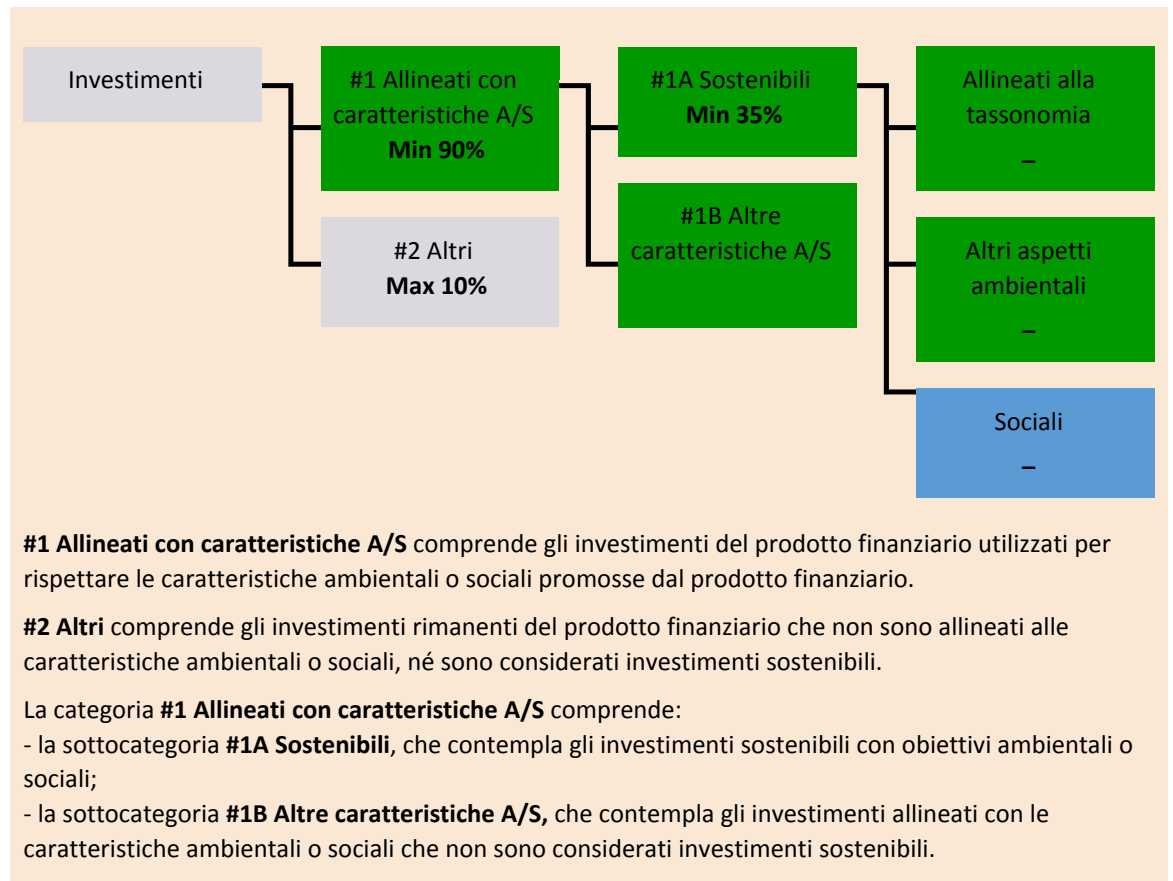 Investimenti
#1 Allineati con
caratteristiche A/S
Min 90%
#2 Altri
Max 10%
#1A Sostenibili
Min 35%
#1B Altre
caratteristiche A/S
Allineati alla
tassonomia
–
Altri aspetti
ambientali
–
Sociali
–
#1 Allineati con caratteristiche A/S comprende gli investimenti del prodotto finanziario utilizzati per
rispettare le caratteristiche ambientali o sociali promosse dal prodotto finanziario.
#2 Altri comprende gli investimenti rimanenti del prodotto finanziario che non sono allineati alle
caratteristiche ambientali o sociali, né sono considerati investimenti sostenibili.
La categoria #1 Allineati con caratteristiche A/S comprende:
- la sottocategoria #1A Sostenibili, che contempla gli investimenti sostenibili con obiettivi ambientali o
sociali;
- la sottocategoria #1B Altre caratteristiche A/S, che contempla gli investimenti allineati con le
caratteristiche ambientali o sociali che non sono considerati investimenti sostenibili.